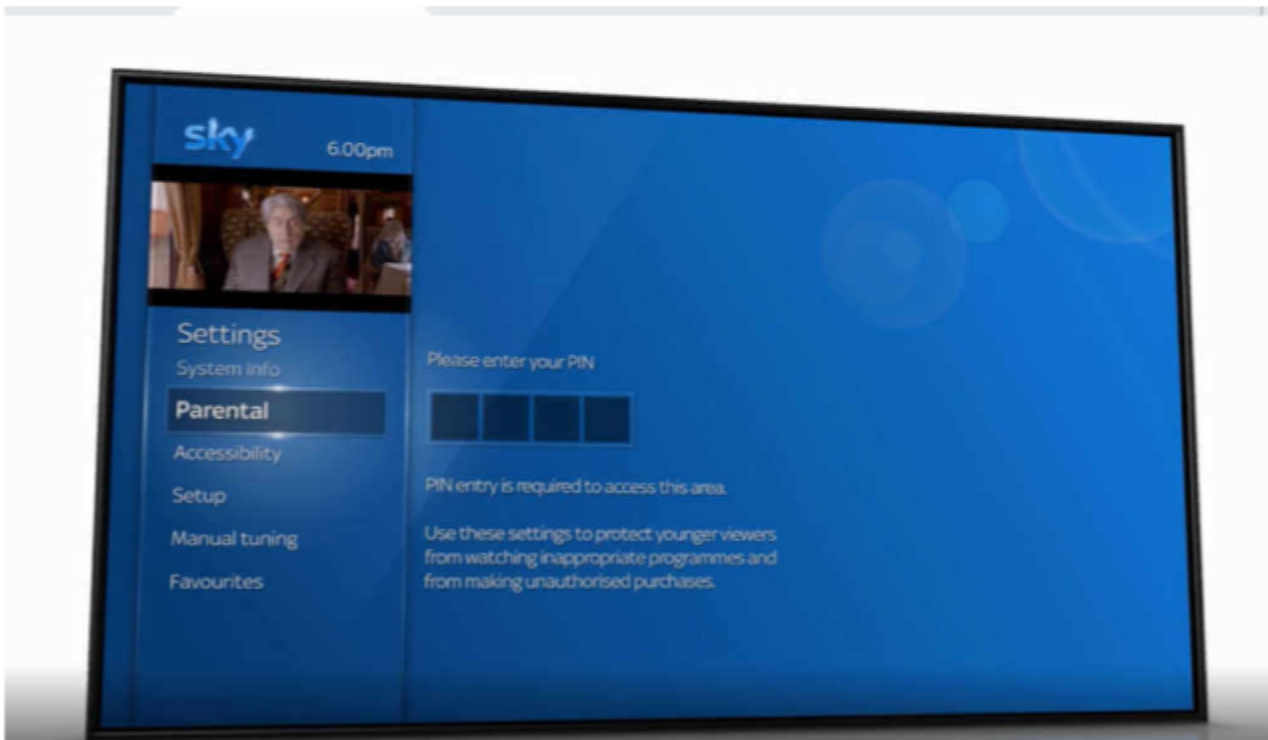 sky
6.00pm
Settings
System info
Parental
Accessibility
Setup
Manual tuning
Favourites
Please enter your PIN
PIN entry is required to access this area.
Use these settings to protect younger viewers
from watching inappropriate programmes and
from making unauthorised purchases.